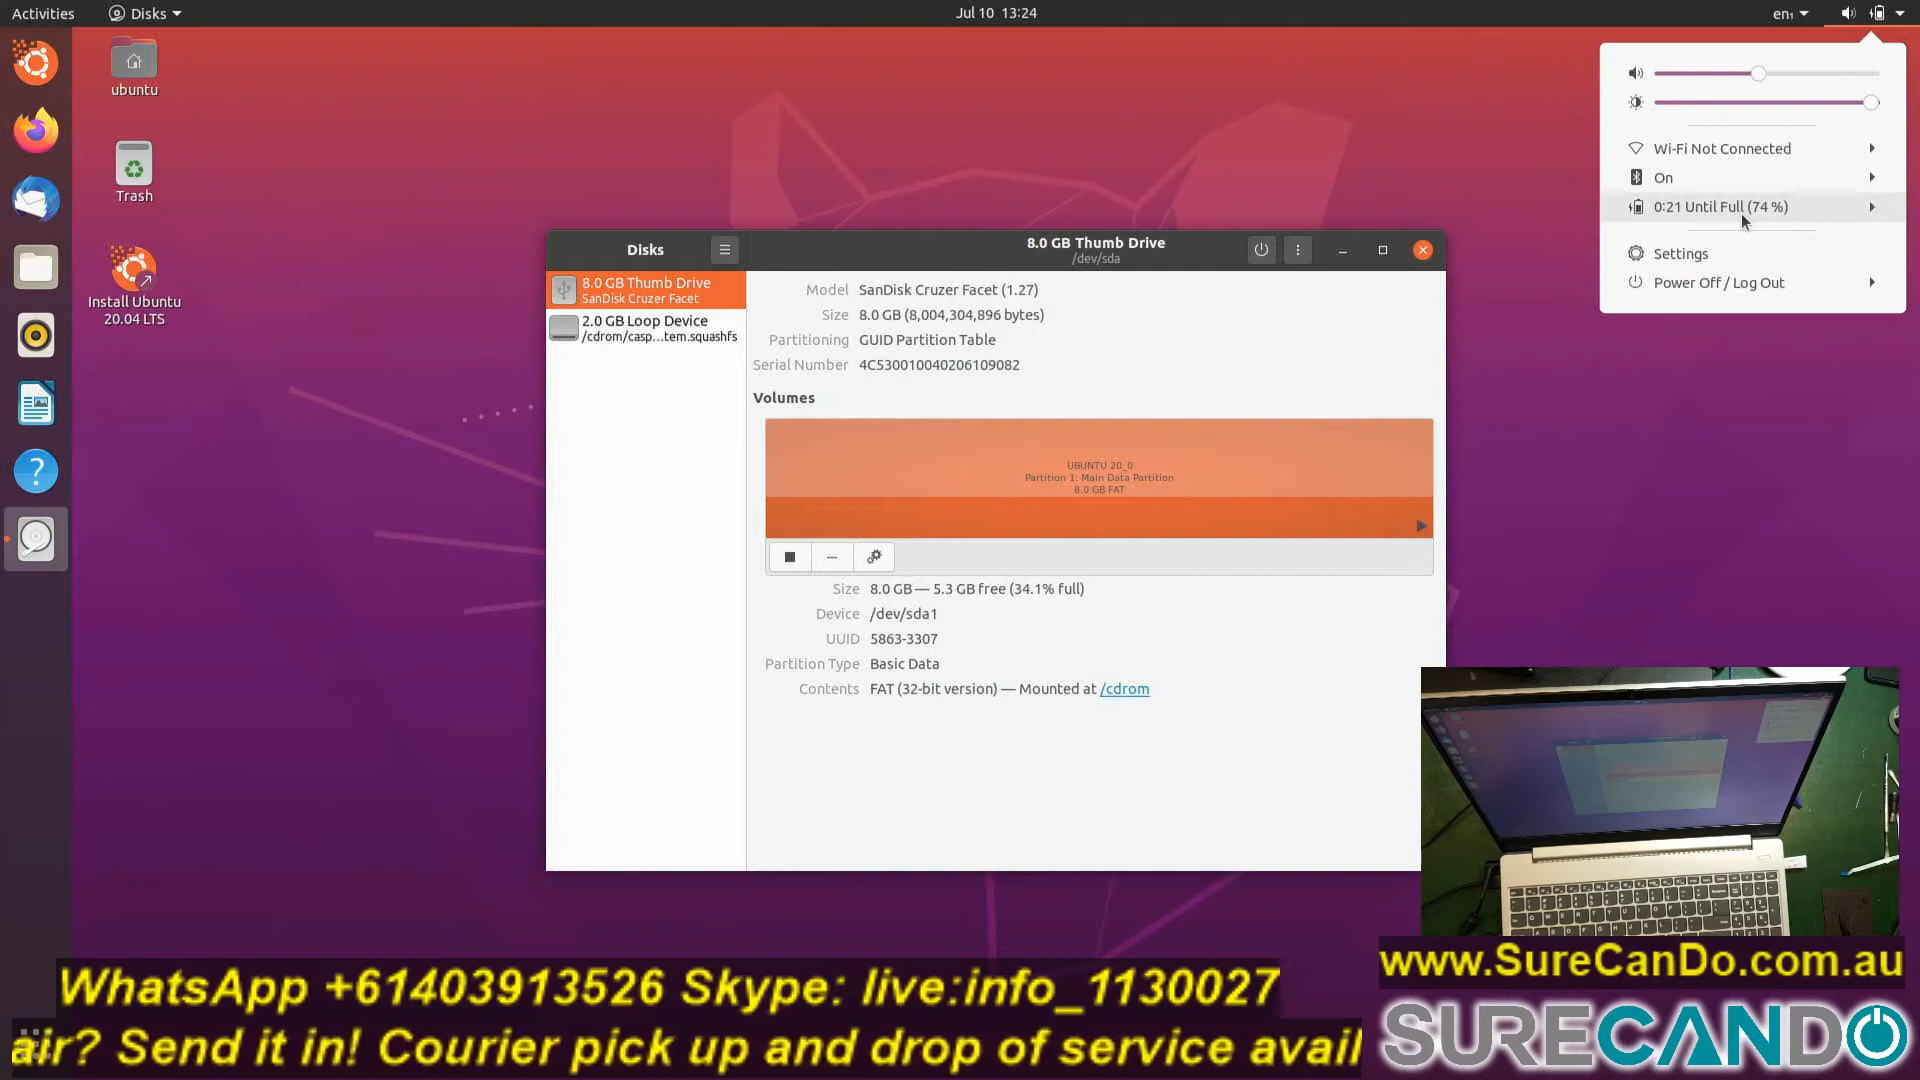 Activities
Disks
Jul 10 13:24
en₁
ubuntu
Trash
Install Ubuntu
20.04 LTS
Wi-Fi Not Connected
On
0:21 Until Full (74 %)
Settings
Power Off / Log Out
Disks
8.0 GB Thumb Drive
/dev/sda
8.0 GB Thumb Drive
SanDisk Cruzer Facet
2.0 GB Loop Device
/cdrom/casp…tem.squashfs
Model SanDisk Cruzer Facet (1.27)
Size 8.0 GB (8,004,304,896 bytes)
Partitioning GUID Partition Table
Serial Number 4C530010040206109082
Volumes
UBUNTU 20_0
Partition 1: Main Data Partition
8.0 GB FAT
Size 8.0 GB — 5.3 GB free (34.1% full)
Device /dev/sda1
UUID 5863-3307
Partition Type Basic Data
Contents FAT (32-bit version) — Mounted at /cdrom
www.SureCanDo.com.au
WhatsApp +61403913526 Skype: live:info_1130027
air? Send it in! Courier pick up and drop of service avail
SURECANDO